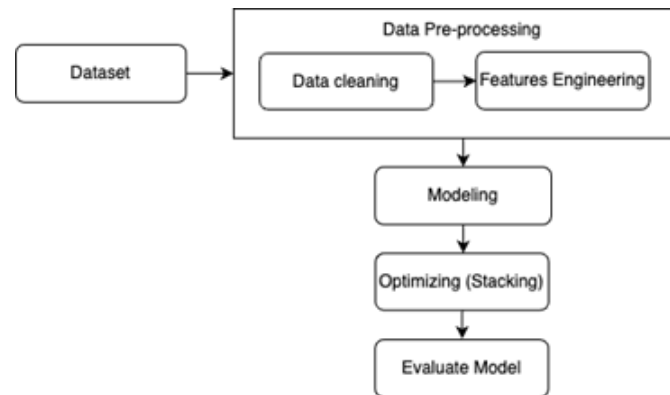 Data Pre-processing
Dataset
Data cleaning
Features Engineering
Modeling
Optimizing (Stacking)
Evaluate Model